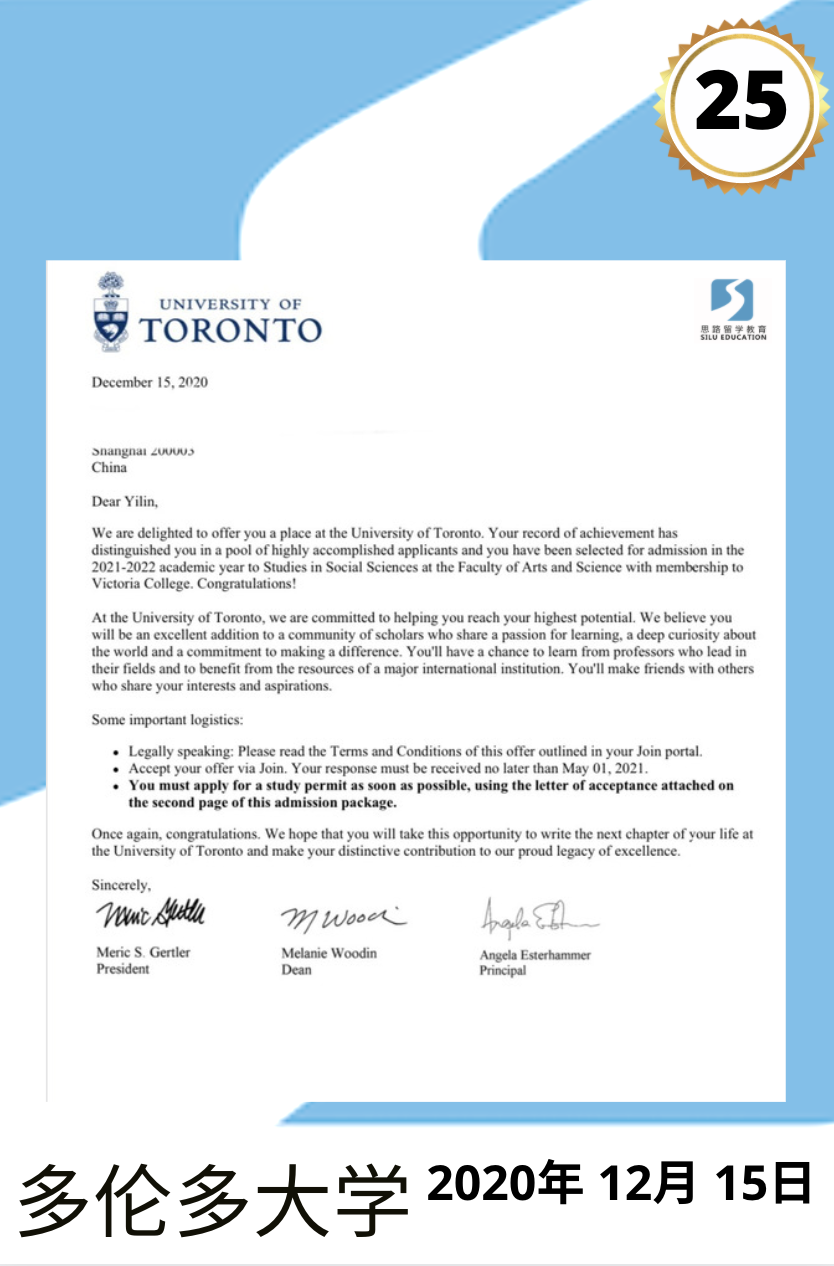 25
UNIVERSITY OF
TORONTO
思路留学教育
SILU EDUCATION
December 15, 2020
Shanghai 200003
China
Dear Yilin,
We are delighted to offer you a place at the University of Toronto. Your record of achievement has
distinguished you in a pool of highly accomplished applicants and you have been selected for admission in the
2021-2022 academic year to Studies in Social Sciences at the Faculty of Arts and Science with membership to
Victoria College. Congratulations!
At the University of Toronto, we are committed to helping you reach your highest potential. We believe you
will be an excellent addition to a community of scholars who share a passion for learning, a deep curiosity about
the world and a commitment to making a difference. You'll have a chance to learn from professors who lead in
their fields and to benefit from the resources of a major international institution. You'll make friends with others
who share your interests and aspirations.
Some important logistics:
• Legally speaking: Please read the Terms and Conditions of this offer outlined in your Join portal.
• Accept your offer via Join. Your response must be received no later than May 01, 2021.
• You must apply for a study permit as soon as possible, using the letter of acceptance attached on
the second page of this admission package.
Once again, congratulations. We hope that you will take this opportunity to write the next chapter of your life at
the University of Toronto and make your distinctive contribution to our proud legacy of excellence.
Sincerely,
Meric S. Gertler
President
Melanie Woodin
Dean
Angela Esterhammer
Principal
多伦多大学 2020年 12月 15日